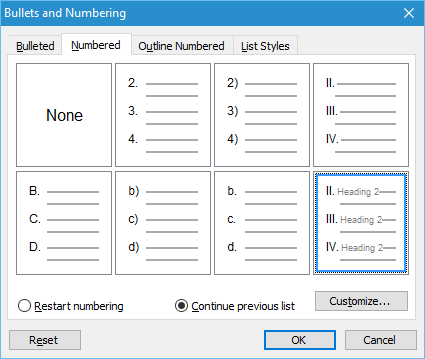 Bullets and Numbering
Bulleted Numbered Outline Numbered List Styles
None
2.
3.
4.
2)
3)
4)
II.
III.
IV.
B.
C.
D.
b)
c)
d)
b.
c.
d.
II. Heading 2
III. Heading 2
IV. Heading 2
Restart numbering Continue previous list Customize...
Reset OK Cancel